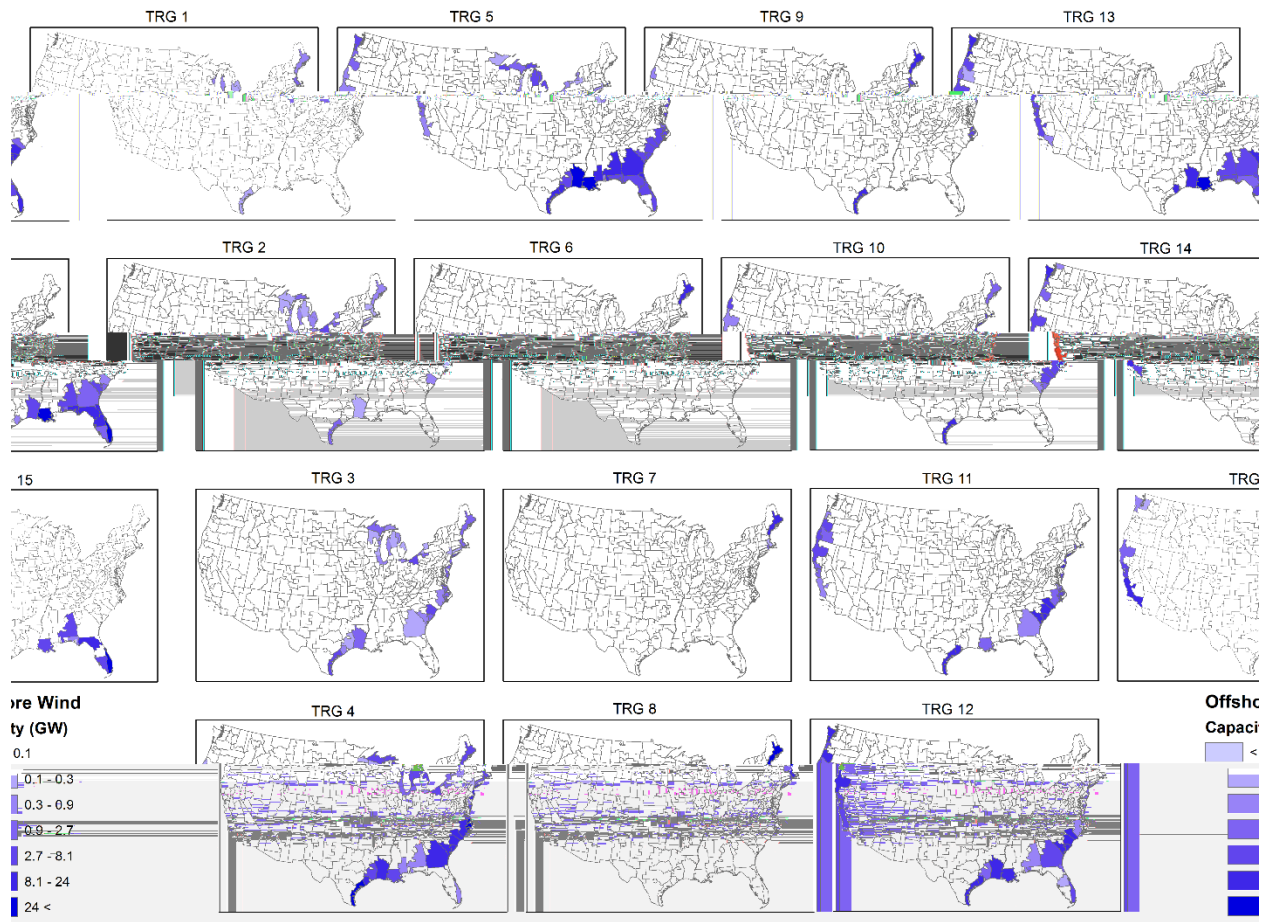 TRG 1
TRG 5
TRG 9
TRG 13
TRG 2
TRG 6
TRG 10
TRG 14
15
TRG 3
TRG 7
TRG 11
TRG
ore Wind
ty (GW)
0.1
0.1 - 0.3
0.3 - 0.9
0.9 - 2.7
2.7 - 8.1
8.1 - 24
24 <
TRG 4
TRG 8
TRG 12
Offsho
Capaci
<